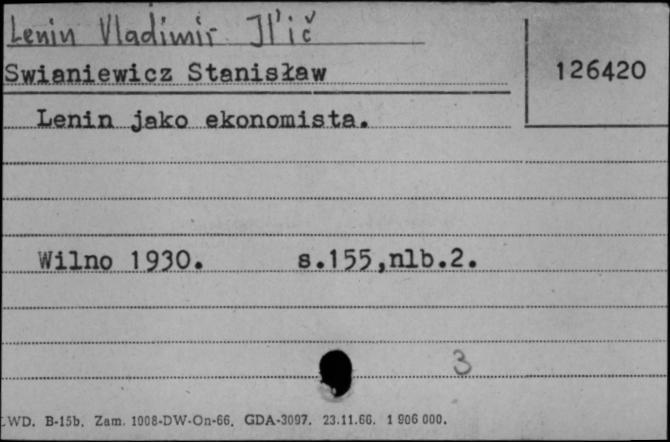 Lenin Vladimir Il'ič
Swianiewicz Stanisław
126420
Lenin jako ekonomista.
Wilno 1930. s.155,nlb.2.
3
LWD. B-15b. Zam. 1008-DW-On-66. GDA-3097. 23.11.66. 1 906 000.